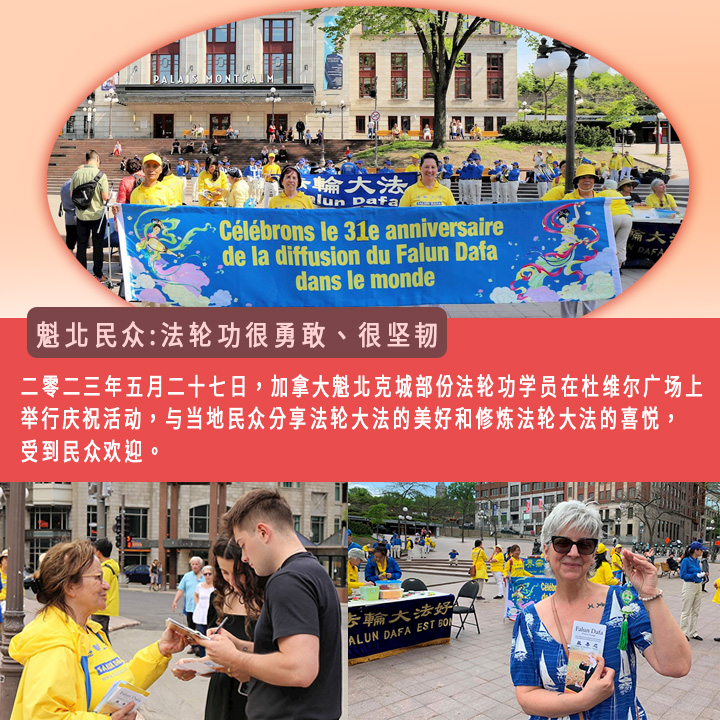 PALAIS MONTCALM
法輪大法
Falun Dafa
Célébrons le 31e anniversaire
de la diffusion du Falun Dafa
dans le monde
魁北民众:法轮功很勇敢、很坚韧
二零二三年五月二十七日，加拿大魁北克城部份法轮功学员在杜维尔广场上
举行庆祝活动，与当地民众分享法轮大法的美好和修炼法轮大法的喜悦，
受到民众欢迎。
法輪大法好
FALUN DAFA EST BON
Falun Dafa